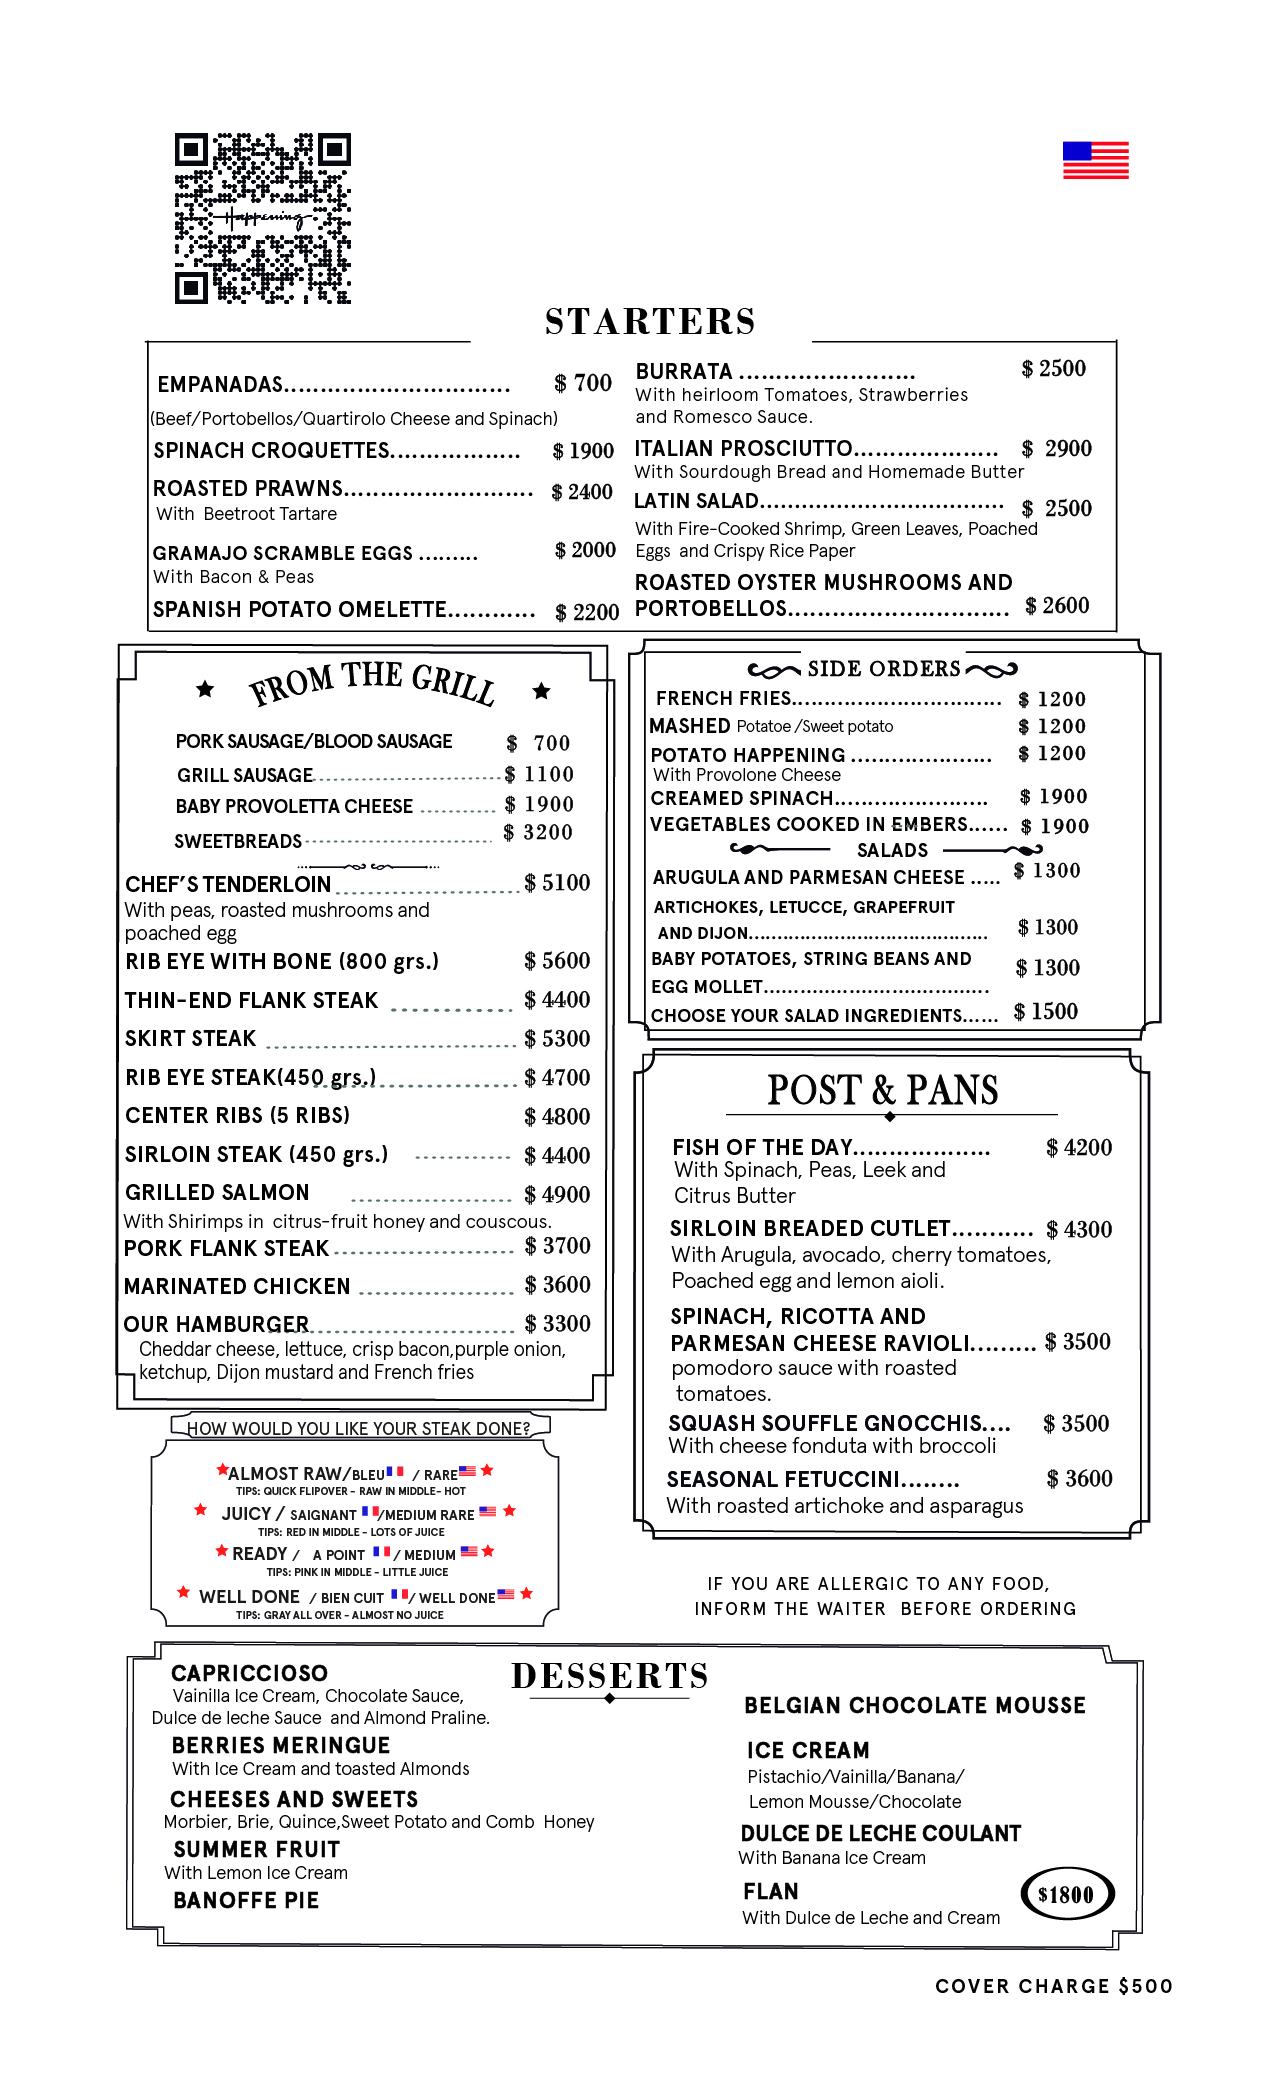 Happening
STARTERS
EMPANADAS............................... $ 700
(Beef/Portobellos/Quartirolo Cheese and Spinach)
SPINACH CROQUETTES.................. $ 1900
ROASTED PRAWNS.......................... $ 2400
With Beetroot Tartare
GRAMAJO SCRAMBLE EGGS ......... $ 2000
With Bacon & Peas
SPANISH POTATO OMELETTE............ $ 2200
BURRATA ........................ $ 2500
With heirloom Tomatoes, Strawberries
and Romesco Sauce.
ITALIAN PROSCIUTTO.................... $ 2900
With Sourdough Bread and Homemade Butter
LATIN SALAD.................................. $ 2500
With Fire-Cooked Shrimp, Green Leaves, Poached
Eggs and Crispy Rice Paper
ROASTED OYSTER MUSHROOMS AND
PORTOBELLOS.............................. $ 2600
FROM THE GRILL
PORK SAUSAGE/BLOOD SAUSAGE $ 700
GRILL SAUSAGE.............................. $ 1100
BABY PROVOLETTA CHEESE ............ $ 1900
SWEETBREADS .............................. $ 3200
CHEF'S TENDERLOIN ........................ $ 5100
With peas, roasted mushrooms and
poached egg
RIB EYE WITH BONE (800 grs.) $ 5600
THIN-END FLANK STEAK ............... $ 4400
SKIRT STEAK .................................. $ 5300
RIB EYE STEAK(450 grs.)..................... $ 4700
CENTER RIBS (5 RIBS) $ 4800
SIRLOIN STEAK (450 grs.) ............... $ 4400
GRILLED SALMON ........................ $ 4900
With Shirimps in citrus-fruit honey and couscous.
PORK FLANK STEAK ........................ $ 3700
MARINATED CHICKEN ..................... $ 3600
OUR HAMBURGER.............................. $ 3300
Cheddar cheese, lettuce, crisp bacon,purple onion,
ketchup, Dijon mustard and French fries
SIDE ORDERS
FRENCH FRIES............................... $ 1200
MASHED Potatoe /Sweet potato $ 1200
POTATO HAPPENING ..................... $ 1200
With Provolone Cheese
CREAMED SPINACH....................... $ 1900
VEGETABLES COOKED IN EMBERS...... $ 1900
SALADS
ARUGULA AND PARMESAN CHEESE ..... $ 1300
ARTICHOKES, LETUCCE, GRAPEFRUIT
AND DIJON........................................ $ 1300
BABY POTATOES, STRING BEANS AND
EGG MOLLET.................................. $ 1300
CHOOSE YOUR SALAD INGREDIENTS...... $ 1500
POST & PANS
FISH OF THE DAY................... $ 4200
With Spinach, Peas, Leek and
Citrus Butter
SIRLOIN BREADED CUTLET........... $ 4300
With Arugula, avocado, cherry tomatoes,
Poached egg and lemon aioli.
SPINACH, RICOTTA AND
PARMESAN CHEESE RAVIOLI......... $ 3500
pomodoro sauce with roasted
tomatoes.
SQUASH SOUFFLE GNOCCHIS.... $ 3500
With cheese fonduta with broccoli
SEASONAL FETUCCINI........ $ 3600
With roasted artichoke and asparagus
HOW WOULD YOU LIKE YOUR STEAK DONE?
ALMOST RAW/BLEU / RARE
TIPS: QUICK FLIPOVER - RAW IN MIDDLE- HOT
JUICY / SAIGNANT /MEDIUM RARE
TIPS: RED IN MIDDLE - LOTS OF JUICE
READY / A POINT / MEDIUM
TIPS: PINK IN MIDDLE - LITTLE JUICE
WELL DONE / BIEN CUIT / WELL DONE
TIPS: GRAY ALL OVER - ALMOST NO JUICE
IF YOU ARE ALLERGIC TO ANY FOOD,
INFORM THE WAITER BEFORE ORDERING
DESSERTS
CAPRICCIOSO
Vainilla Ice Cream, Chocolate Sauce,
Dulce de leche Sauce and Almond Praline.
BERRIES MERINGUE
With Ice Cream and toasted Almonds
CHEESES AND SWEETS
Morbier, Brie, Quince,Sweet Potato and Comb Honey
SUMMER FRUIT
With Lemon Ice Cream
BANOFFE PIE
BELGIAN CHOCOLATE MOUSSE
ICE CREAM
Pistachio/Vainilla/Banana/
Lemon Mousse/Chocolate
DULCE DE LECHE COULANT
With Banana Ice Cream
FLAN
With Dulce de Leche and Cream
$1800
COVER CHARGE $500